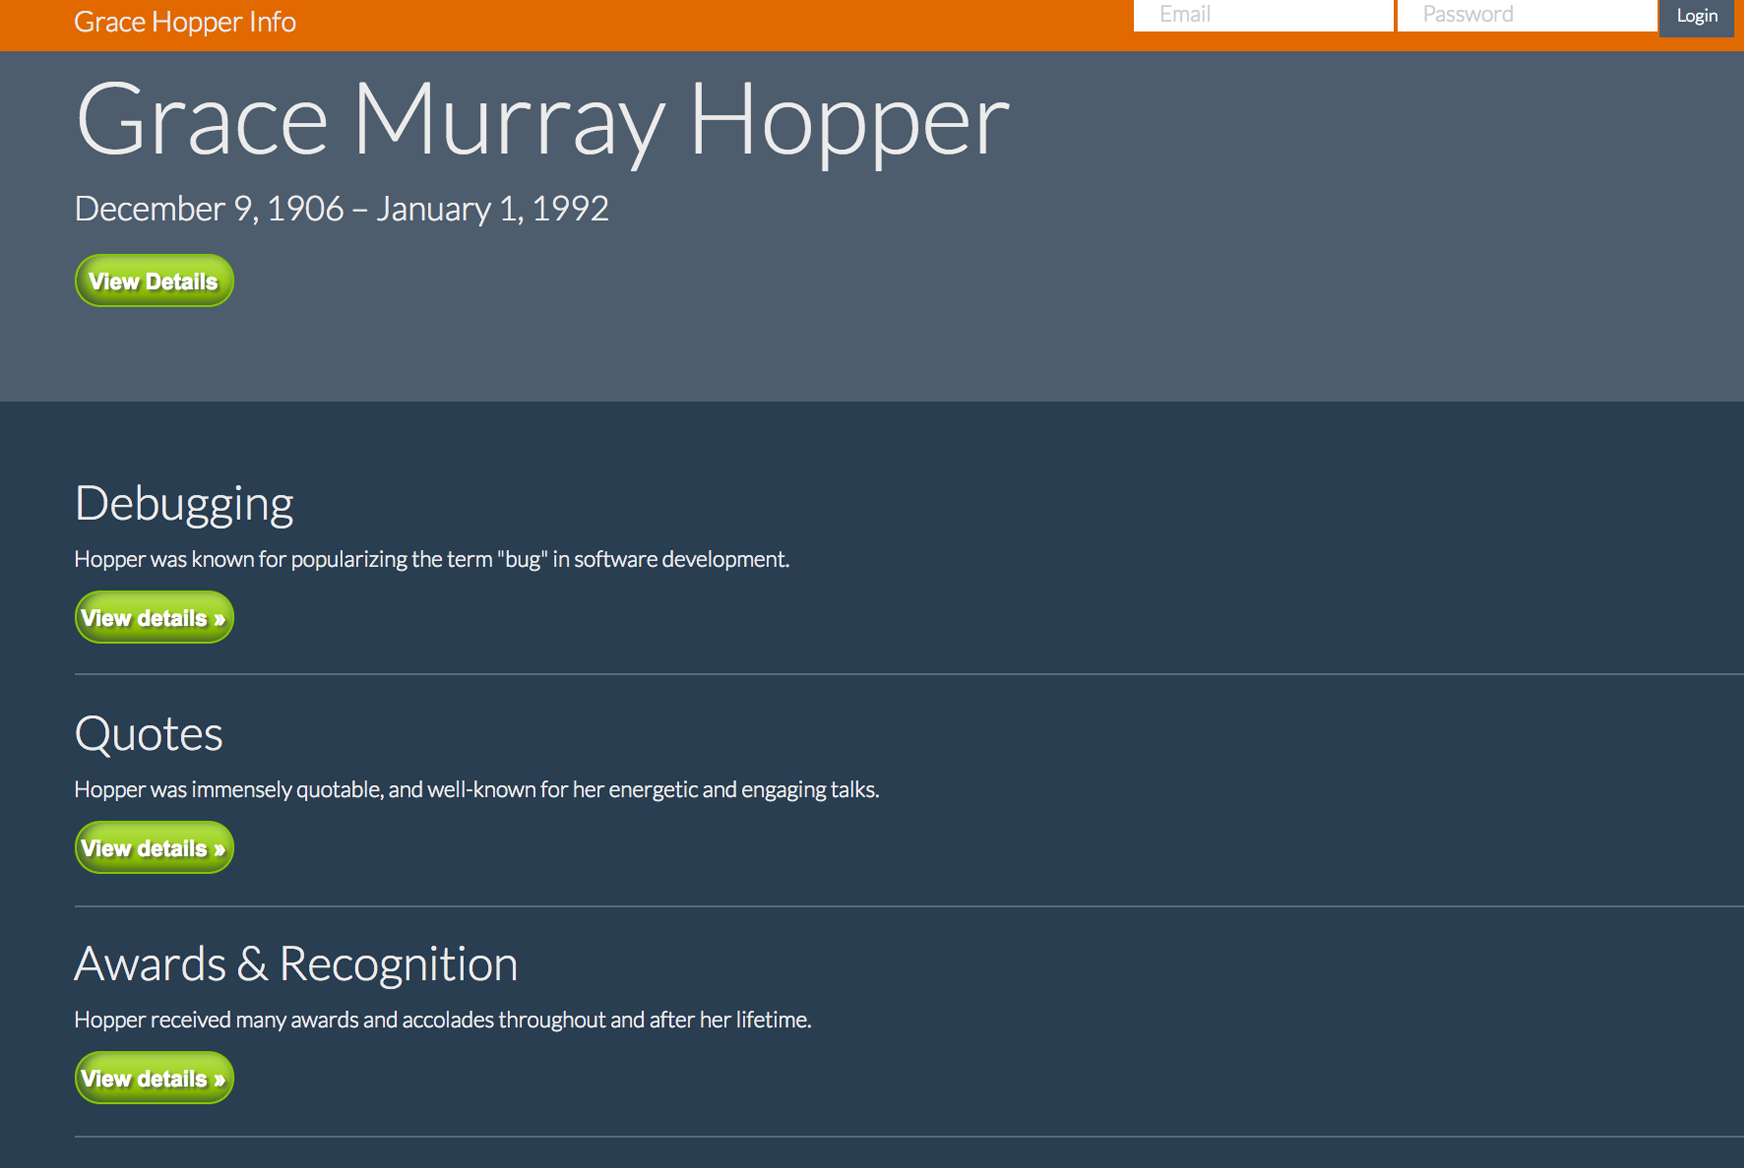 Grace Hopper Info
Email
Password
Login
Grace Murray Hopper
December 9, 1906 – January 1, 1992
View Details
Debugging
Hopper was known for popularizing the term "bug" in software development.
View details »
Quotes
Hopper was immensely quotable, and well-known for her energetic and engaging talks.
View details »
Awards & Recognition
Hopper received many awards and accolades throughout and after her lifetime.
View details »